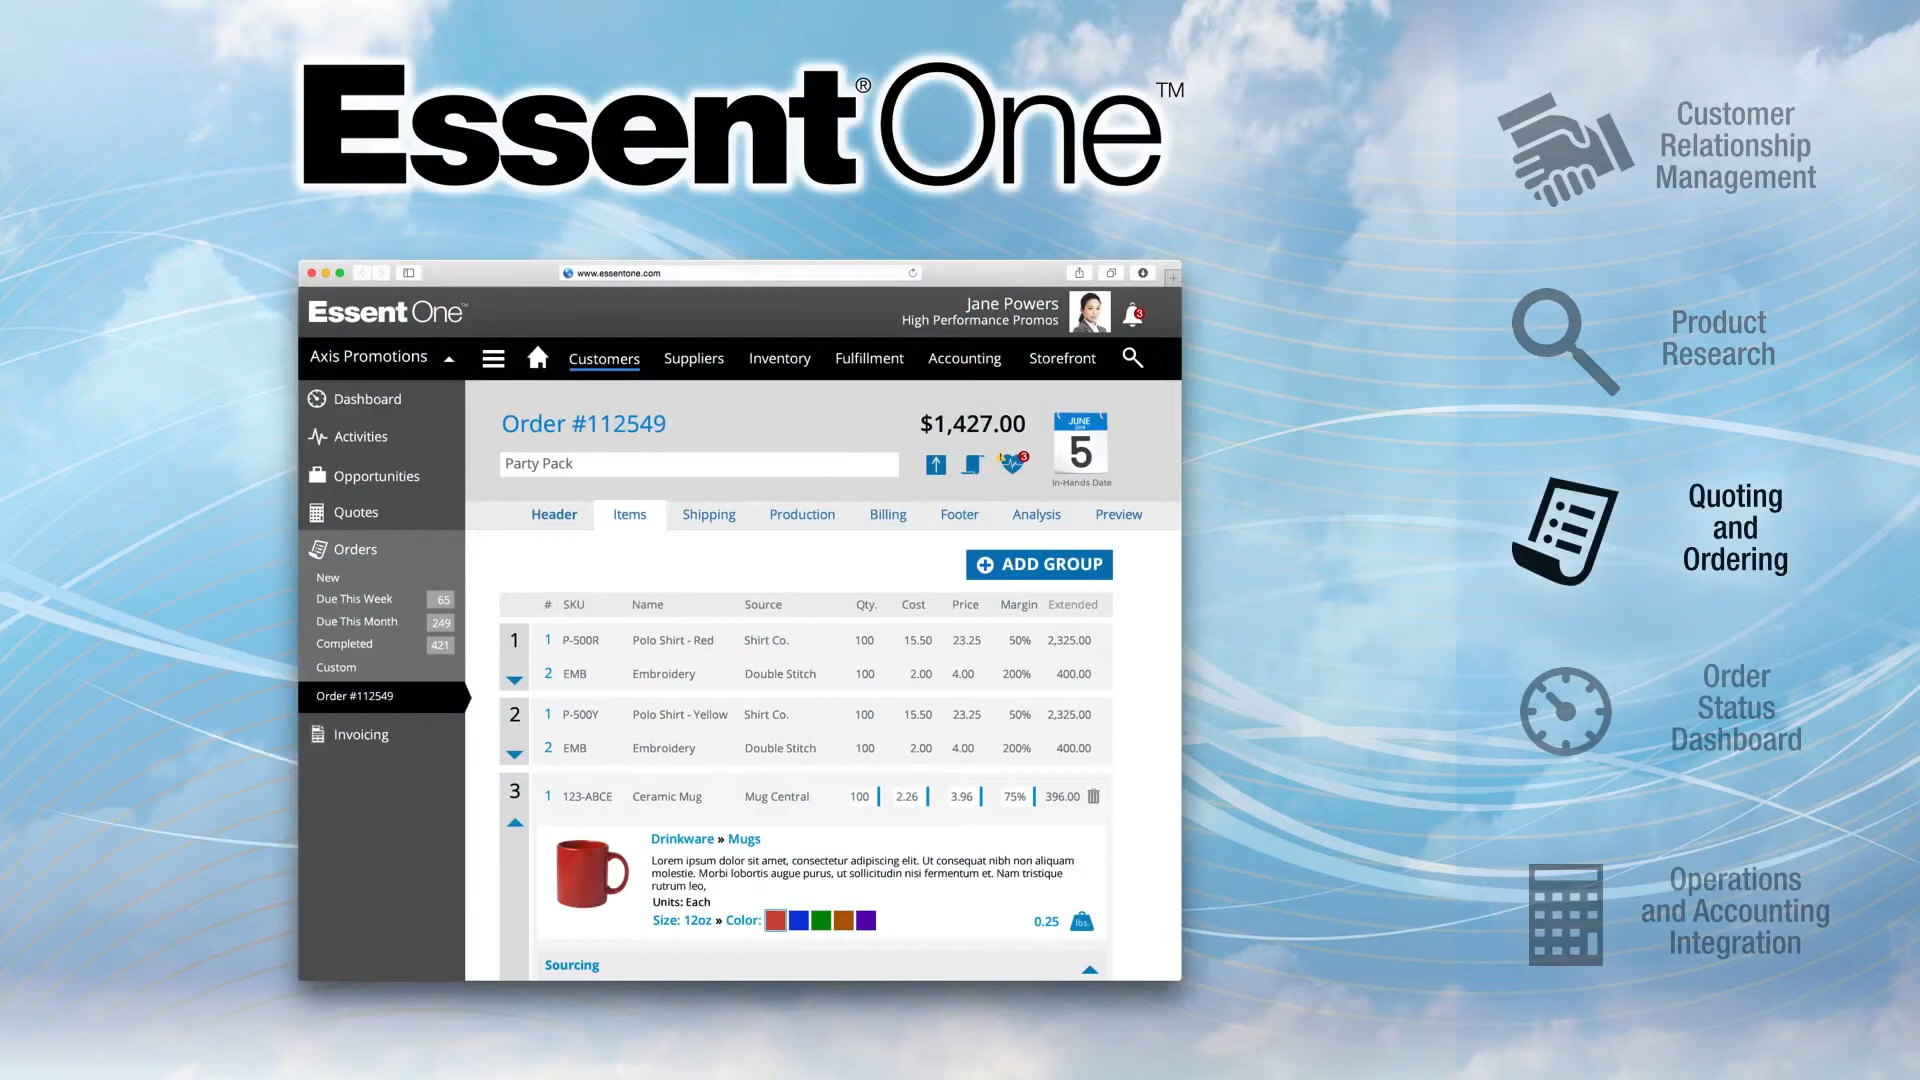 Essent® One™
www.essentone.com
Essent One™
Jane Powers
High Performance Promos
3
Axis Promotions
Customers Suppliers Inventory Fulfillment Accounting Storefront
Dashboard
Activities
Opportunities
Quotes
Orders
New
Due This Week 65
Due This Month 249
Completed 421
Custom
Order #112549
Invoicing
Order #112549
$1,427.00
JUNE
5
In-Hands Date
Party Pack
3
Header Items Shipping Production Billing Footer Analysis Preview
ADD GROUP
# SKU Name Source Qty. Cost Price Margin Extended
1 1 P-500R Polo Shirt - Red Shirt Co. 100 15.50 23.25 50% 2,325.00
2 EMB Embroidery Double Stitch 100 2.00 4.00 200% 400.00
2 1 P-500Y Polo Shirt - Yellow Shirt Co. 100 15.50 23.25 50% 2,325.00
2 EMB Embroidery Double Stitch 100 2.00 4.00 200% 400.00
3 1 123-ABCE Ceramic Mug Mug Central 100 2.26 3.96 75% 396.00
Drinkware » Mugs
Lorem ipsum dolor sit amet, consectetur adipiscing elit. Ut consequat nibh non aliquam
molestie. Morbi lobortis augue purus, ut sollicitudin nisi fermentum et. Nam tristique
rutrum leo,
Units: Each
Size: 12oz » Color:
0.25 lbs.
Sourcing
Customer
Relationship
Management
Product
Research
Quoting
and
Ordering
Order
Status
Dashboard
Operations
and Accounting
Integration